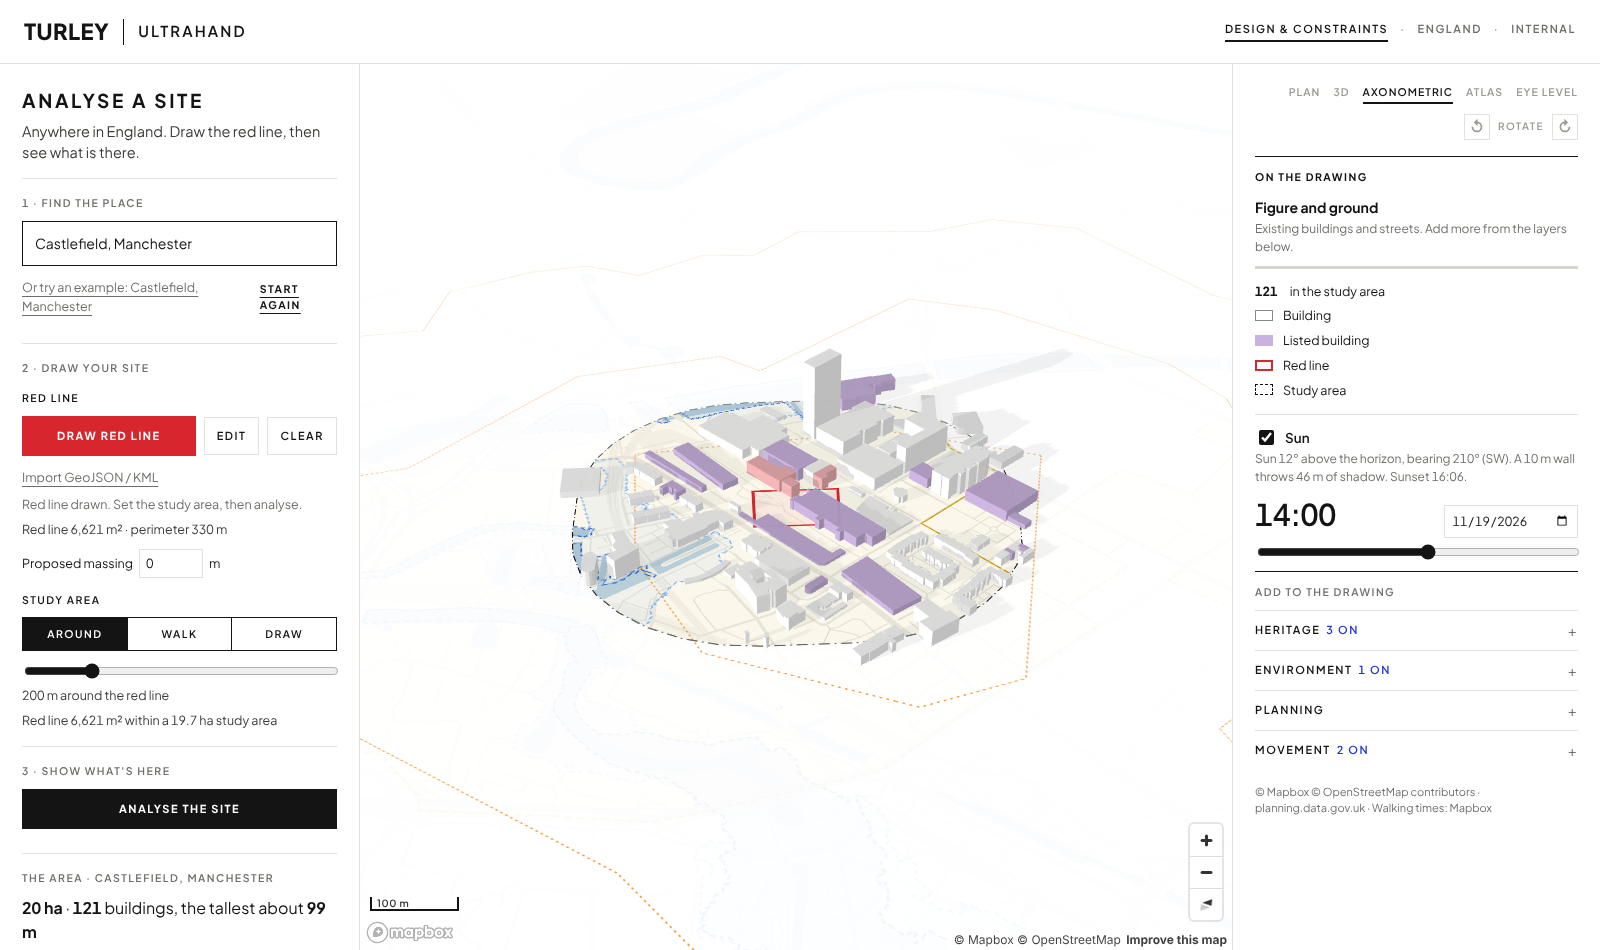 TURLEY
ULTRAHAND
DESIGN & CONSTRAINTS · ENGLAND · INTERNAL
ANALYSE A SITE
Anywhere in England. Draw the red line, then
see what is there.
1 · FIND THE PLACE
Castlefield, Manchester
Or try an example: Castlefield,
Manchester
START
AGAIN
2 · DRAW YOUR SITE
RED LINE
DRAW RED LINE
EDIT
CLEAR
Import GeoJSON / KML
Red line drawn. Set the study area, then analyse.
Red line 6,621 m² · perimeter 330 m
Proposed massing 0 m
STUDY AREA
AROUND
WALK
DRAW
200 m around the red line
Red line 6,621 m² within a 19.7 ha study area
3 · SHOW WHAT'S HERE
ANALYSE THE SITE
THE AREA · CASTLEFIELD, MANCHESTER
20 ha · 121 buildings, the tallest about 99
m
100 m
mapbox
© Mapbox © OpenStreetMap Improve this map
PLAN
3D
AXONOMETRIC
ATLAS
EYE LEVEL
ROTATE
ON THE DRAWING
Figure and ground
Existing buildings and streets. Add more from the layers
below.
121 in the study area
Building
Listed building
Red line
Study area
Sun
Sun 12° above the horizon, bearing 210° (SW). A 10 m wall
throws 46 m of shadow. Sunset 16:06.
14:00
11/19/2026
ADD TO THE DRAWING
HERITAGE 3 ON +
ENVIRONMENT 1 ON +
PLANNING +
MOVEMENT 2 ON +
© Mapbox © OpenStreetMap contributors ·
planning.data.gov.uk · Walking times: Mapbox